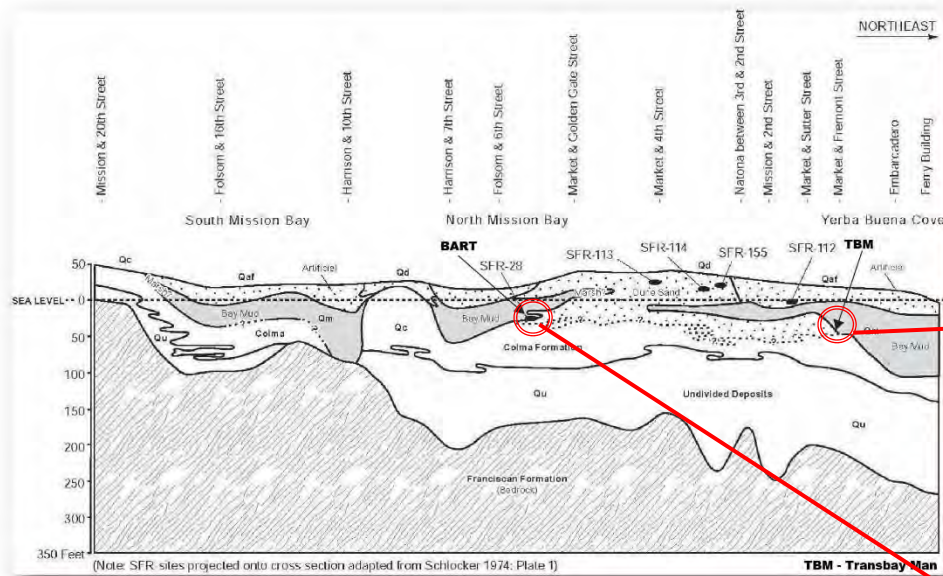 NORTHEAST
- Mission & 20th Street
- Folsom & 16th Street
- Harrison & 10th Street
- Harrison & 7th Street
- Folsom & 6th Street
- Market & Golden Gate Street
- Market & 4th Street
- Natona between 3rd & 2nd Street
- Mission & 2nd Street
- Market & Sutter Street
- Market & Fremont Street
- Embarcadero
Ferry Building
South Mission Bay
North Mission Bay
Yerba Buena Cove
BART
SFR-28
SFR-113
SFR-114
SFR-155
SFR-112
TBM
50
Qc
Qaf
Artificial
Qd
Qd
Qaf
Artificial
SEA LEVEL
0
Marsh
Dune Sand
Bay Mud
Qm
Bay Mud
50
Qu
Colma
Qc
Colma Formation
Bay Mud
100
Qu
Undivided Deposits
Qu
150
200
250
Franciscan Formation
(Bedrock)
300
350 Feet
(Note: SFR-sites projected onto cross section adapted from Schlocker 1974: Plate 1)
TBM - Transbay Man